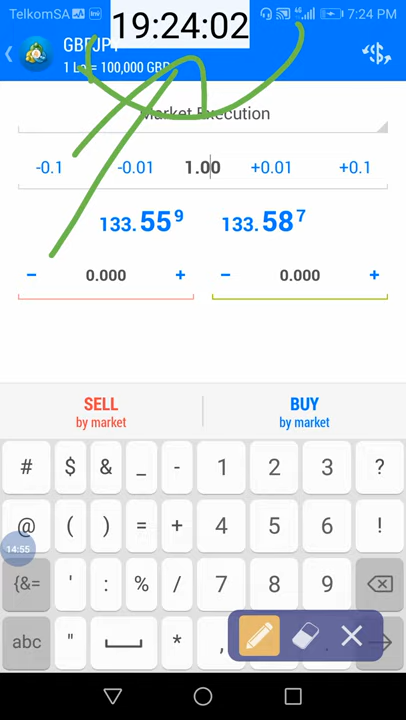 TelkomSA 19:24:02 4G 7:24 PM
GBPJPY
1 Lot = 100,000 GBP
Market Execution
-0.1 -0.01 1.00 +0.01 +0.1
133.559 133.587
− 0.000 + − 0.000 +
SELL BUY
by market by market
# $ & _ - 1 2 3 ?
@ ( ) = + 4 5 6 !
14:55
{&= ' : % / 7 8 9
abc " * ,